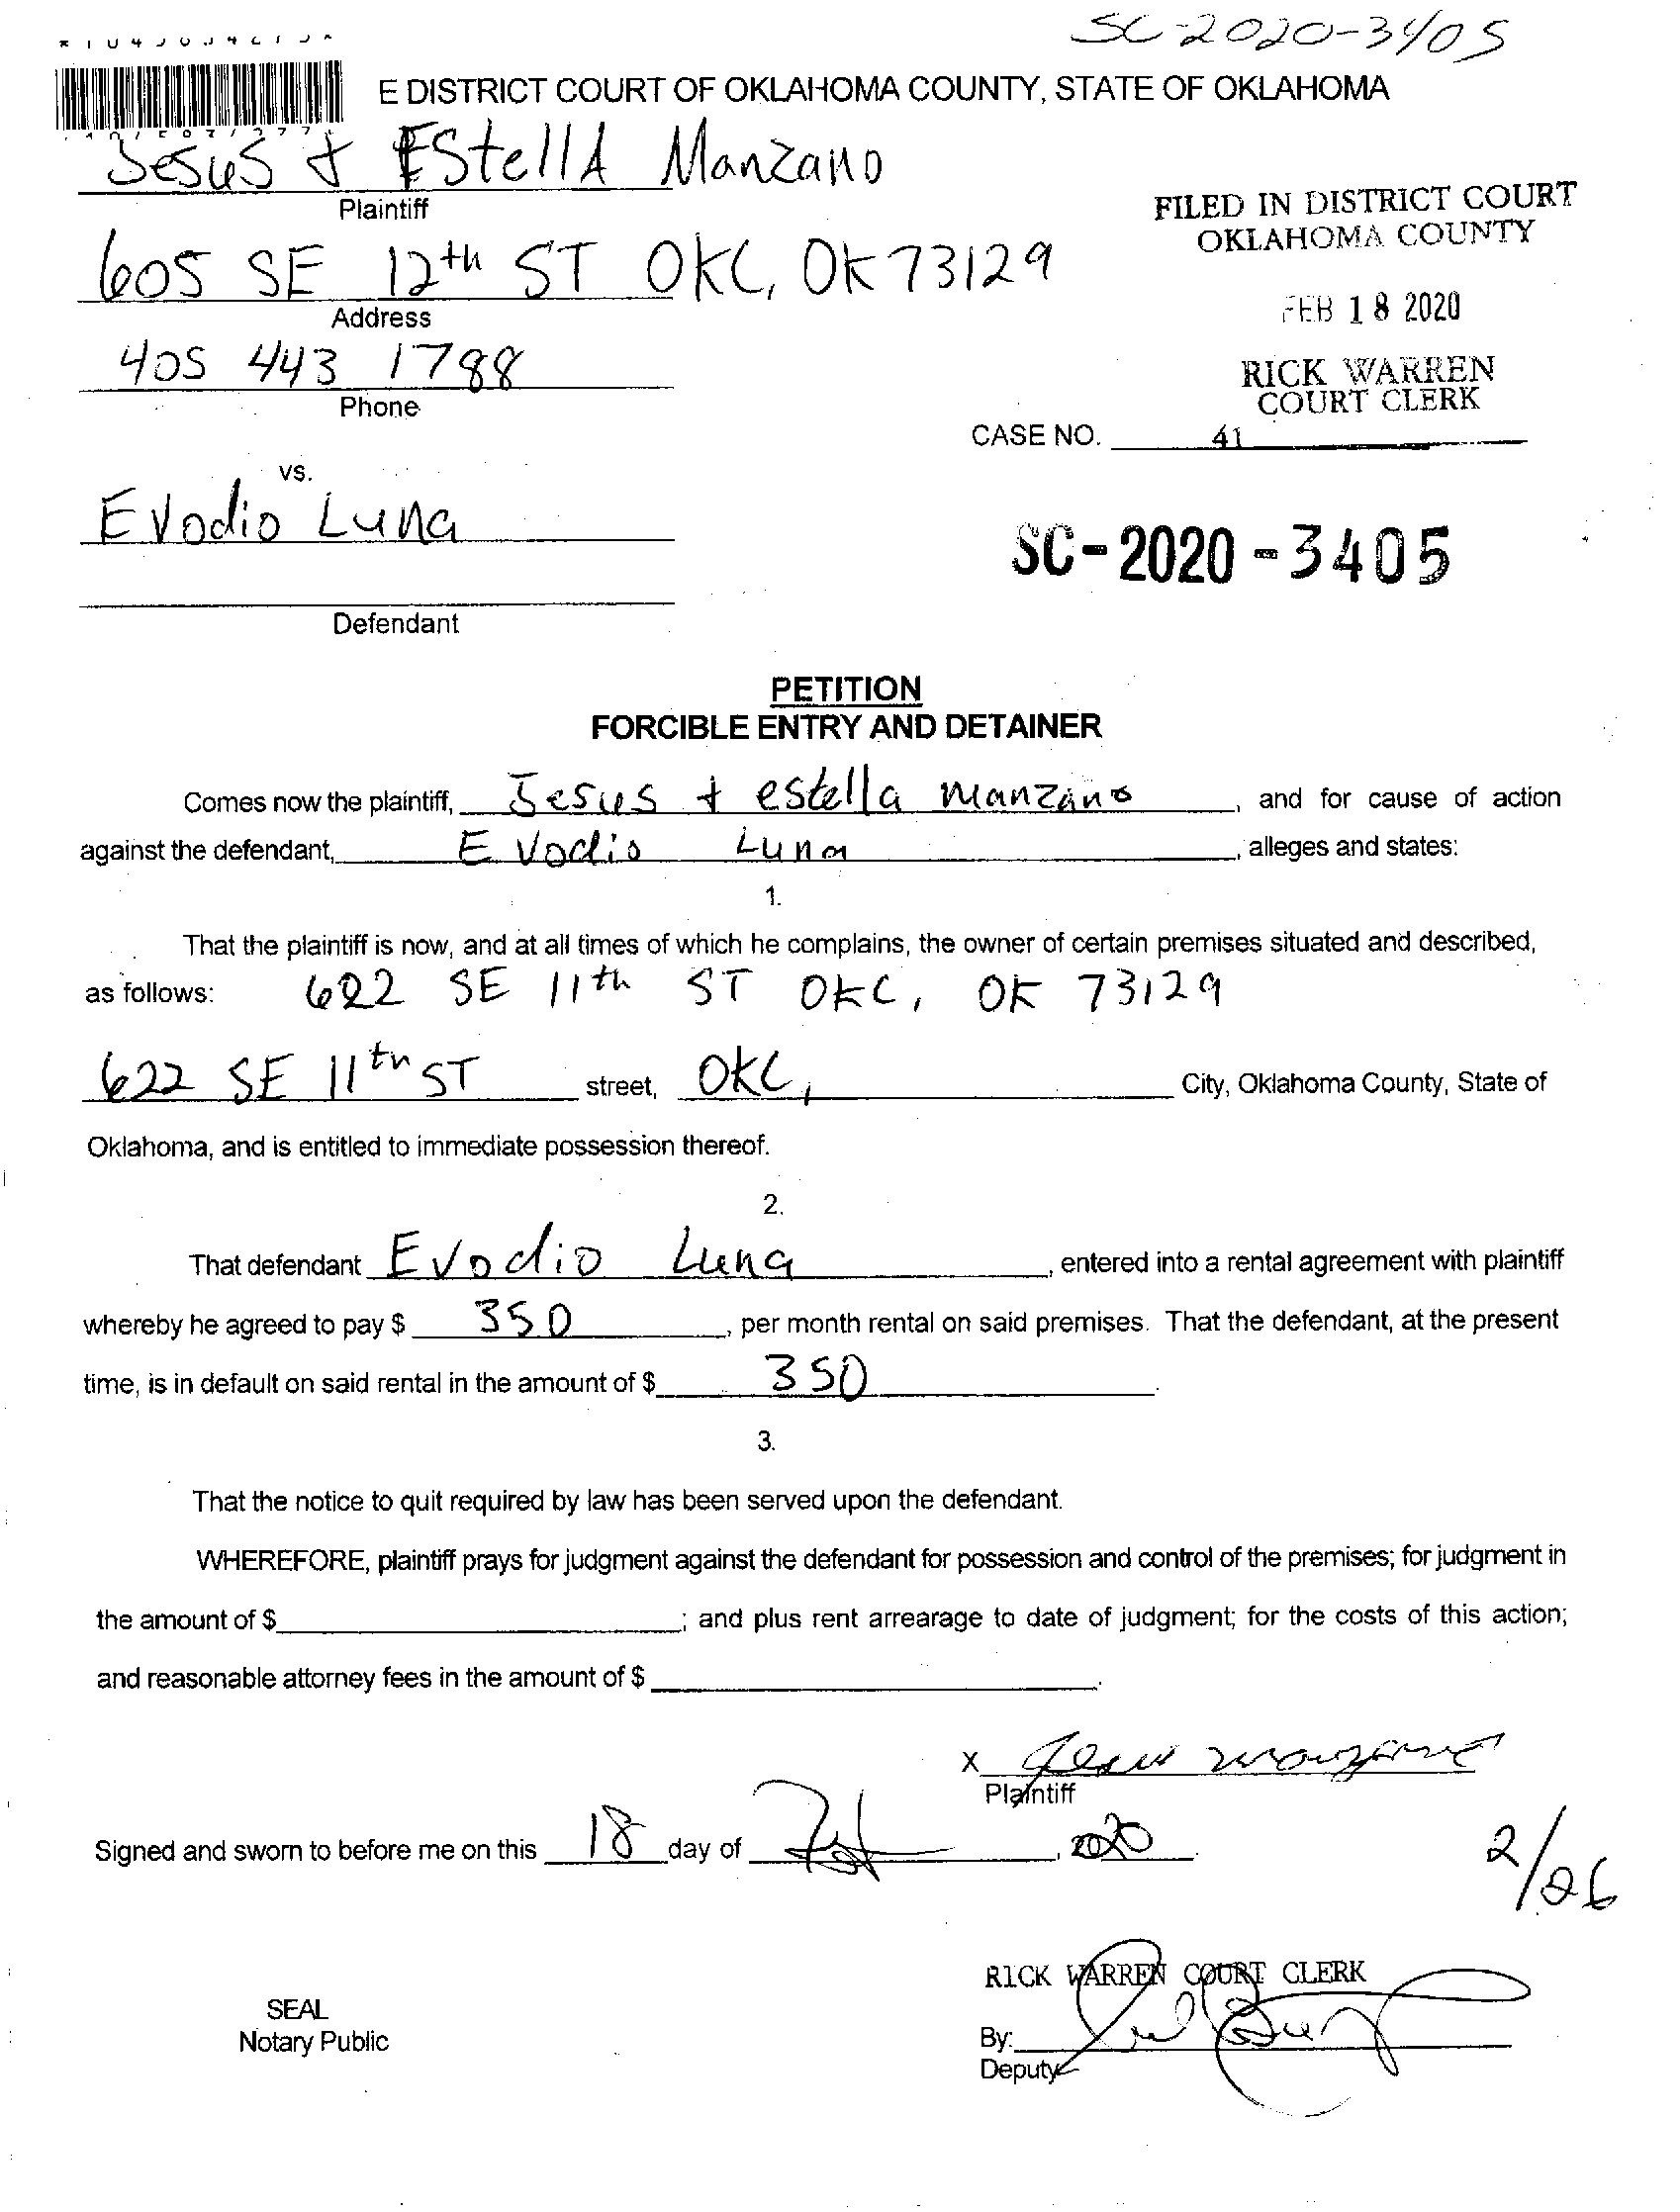 SC-2020-3405
E DISTRICT COURT OF OKLAHOMA COUNTY, STATE OF OKLAHOMA
Jesus & EStellA Manzano
Plaintiff
FILED IN DISTRICT COURT
OKLAHOMA COUNTY
605 SE 12th ST OKC, OK 73129
Address
FEB 18 2020
405 443 1788
Phone
RICK WARREN
COURT CLERK
CASE NO. 41
vs.
Evodio Luna
SC-2020-3405
Defendant
PETITION
FORCIBLE ENTRY AND DETAINER
Comes now the plaintiff, Jesus + estella manzano, and for cause of action
against the defendant, Evodio Luna, alleges and states:
1.
That the plaintiff is now, and at all times of which he complains, the owner of certain premises situated and described,
as follows: 622 SE 11th ST OKC, OK 73129
622 SE 11th ST street, OKC, City, Oklahoma County, State of
Oklahoma, and is entitled to immediate possession thereof.
2.
That defendant Evodio Luna, entered into a rental agreement with plaintiff
whereby he agreed to pay $ 350, per month rental on said premises. That the defendant, at the present
time, is in default on said rental in the amount of $ 350.
3.
That the notice to quit required by law has been served upon the defendant.
WHEREFORE, plaintiff prays for judgment against the defendant for possession and control of the premises; for judgment in
the amount of $ ; and plus rent arrearage to date of judgment; for the costs of this action;
and reasonable attorney fees in the amount of $ .
X Jesus manzano
Plaintiff
Signed and sworn to before me on this 18 day of Feb, 2020.
2/26
RICK WARREN COURT CLERK
SEAL
Notary Public
By:
Deputy